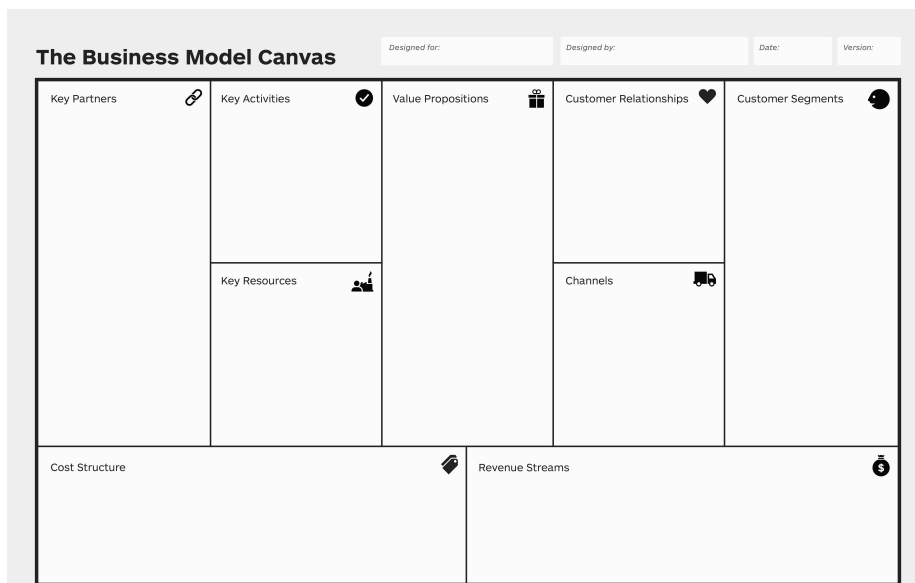 The Business Model Canvas
Designed for:
Designed by:
Date:
Version:
Key Partners
Key Activities
Value Propositions
Customer Relationships
Customer Segments
Key Resources
Channels
Cost Structure
Revenue Streams
$